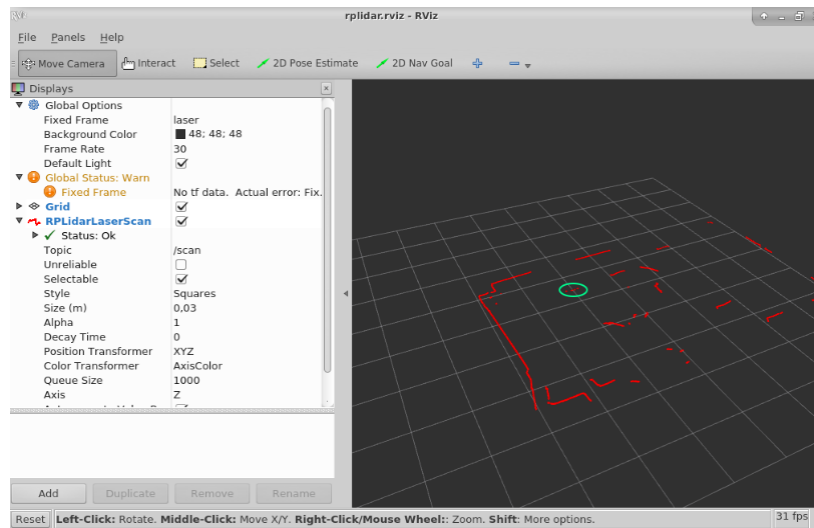 rplidar.rviz - RViz
File Panels Help
Move Camera Interact Select 2D Pose Estimate 2D Nav Goal
Displays
Global Options
Fixed Frame laser
Background Color 48; 48; 48
Frame Rate 30
Default Light
Global Status: Warn
Fixed Frame No tf data. Actual error: Fix.
Grid
RPLidarLaserScan
Status: Ok
Topic /scan
Unreliable
Selectable
Style Squares
Size (m) 0,03
Alpha 1
Decay Time 0
Position Transformer XYZ
Color Transformer AxisColor
Queue Size 1000
Axis Z
Add Duplicate Remove Rename
Reset Left-Click: Rotate. Middle-Click: Move X/Y. Right-Click/Mouse Wheel:: Zoom. Shift: More options. 31 fps